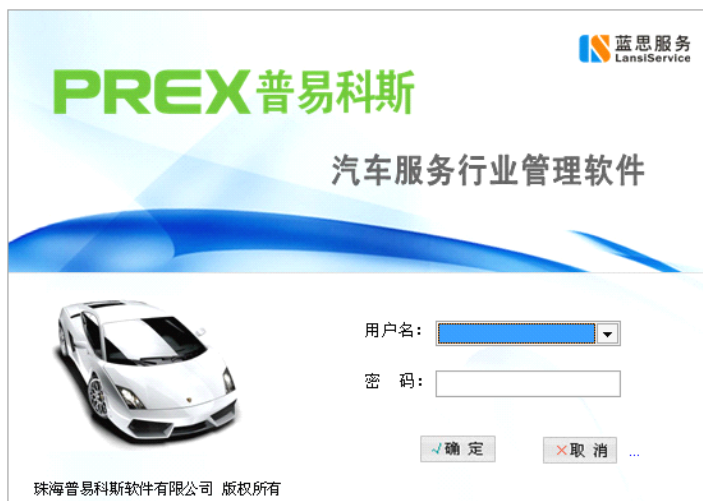 蓝思服务
LansiService
PREX普易科斯
汽车服务行业管理软件
用户名：
密 码：
√确 定 ×取 消 ...
珠海普易科斯软件有限公司 版权所有